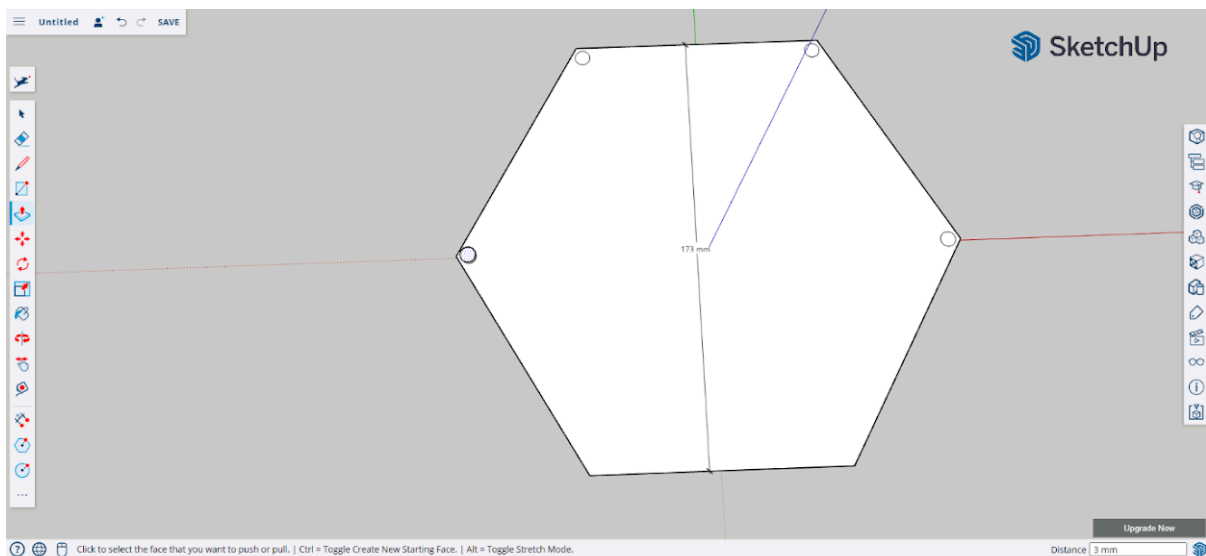 Untitled SAVE
SketchUp
173 mm
Upgrade Now
Click to select the face that you want to push or pull. | Ctrl = Toggle Create New Starting Face. | Alt = Toggle Stretch Mode.
Distance 3 mm